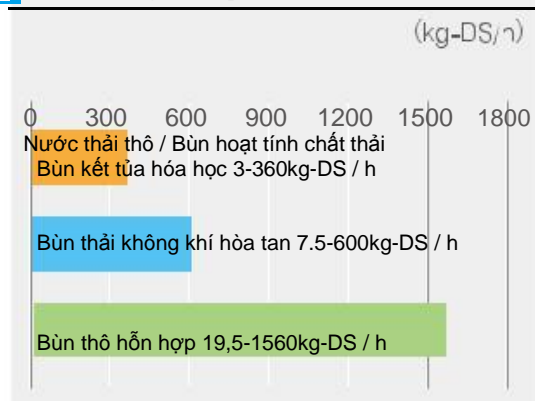 (kg-DS/h)
0 300 600 900 1200 1500 1800
Nước thải thô / Bùn hoạt tính chất thải
Bùn kết tủa hóa học 3-360kg-DS / h
Bùn thải không khí hòa tan 7.5-600kg-DS / h
Bùn thô hỗn hợp 19,5-1560kg-DS / h